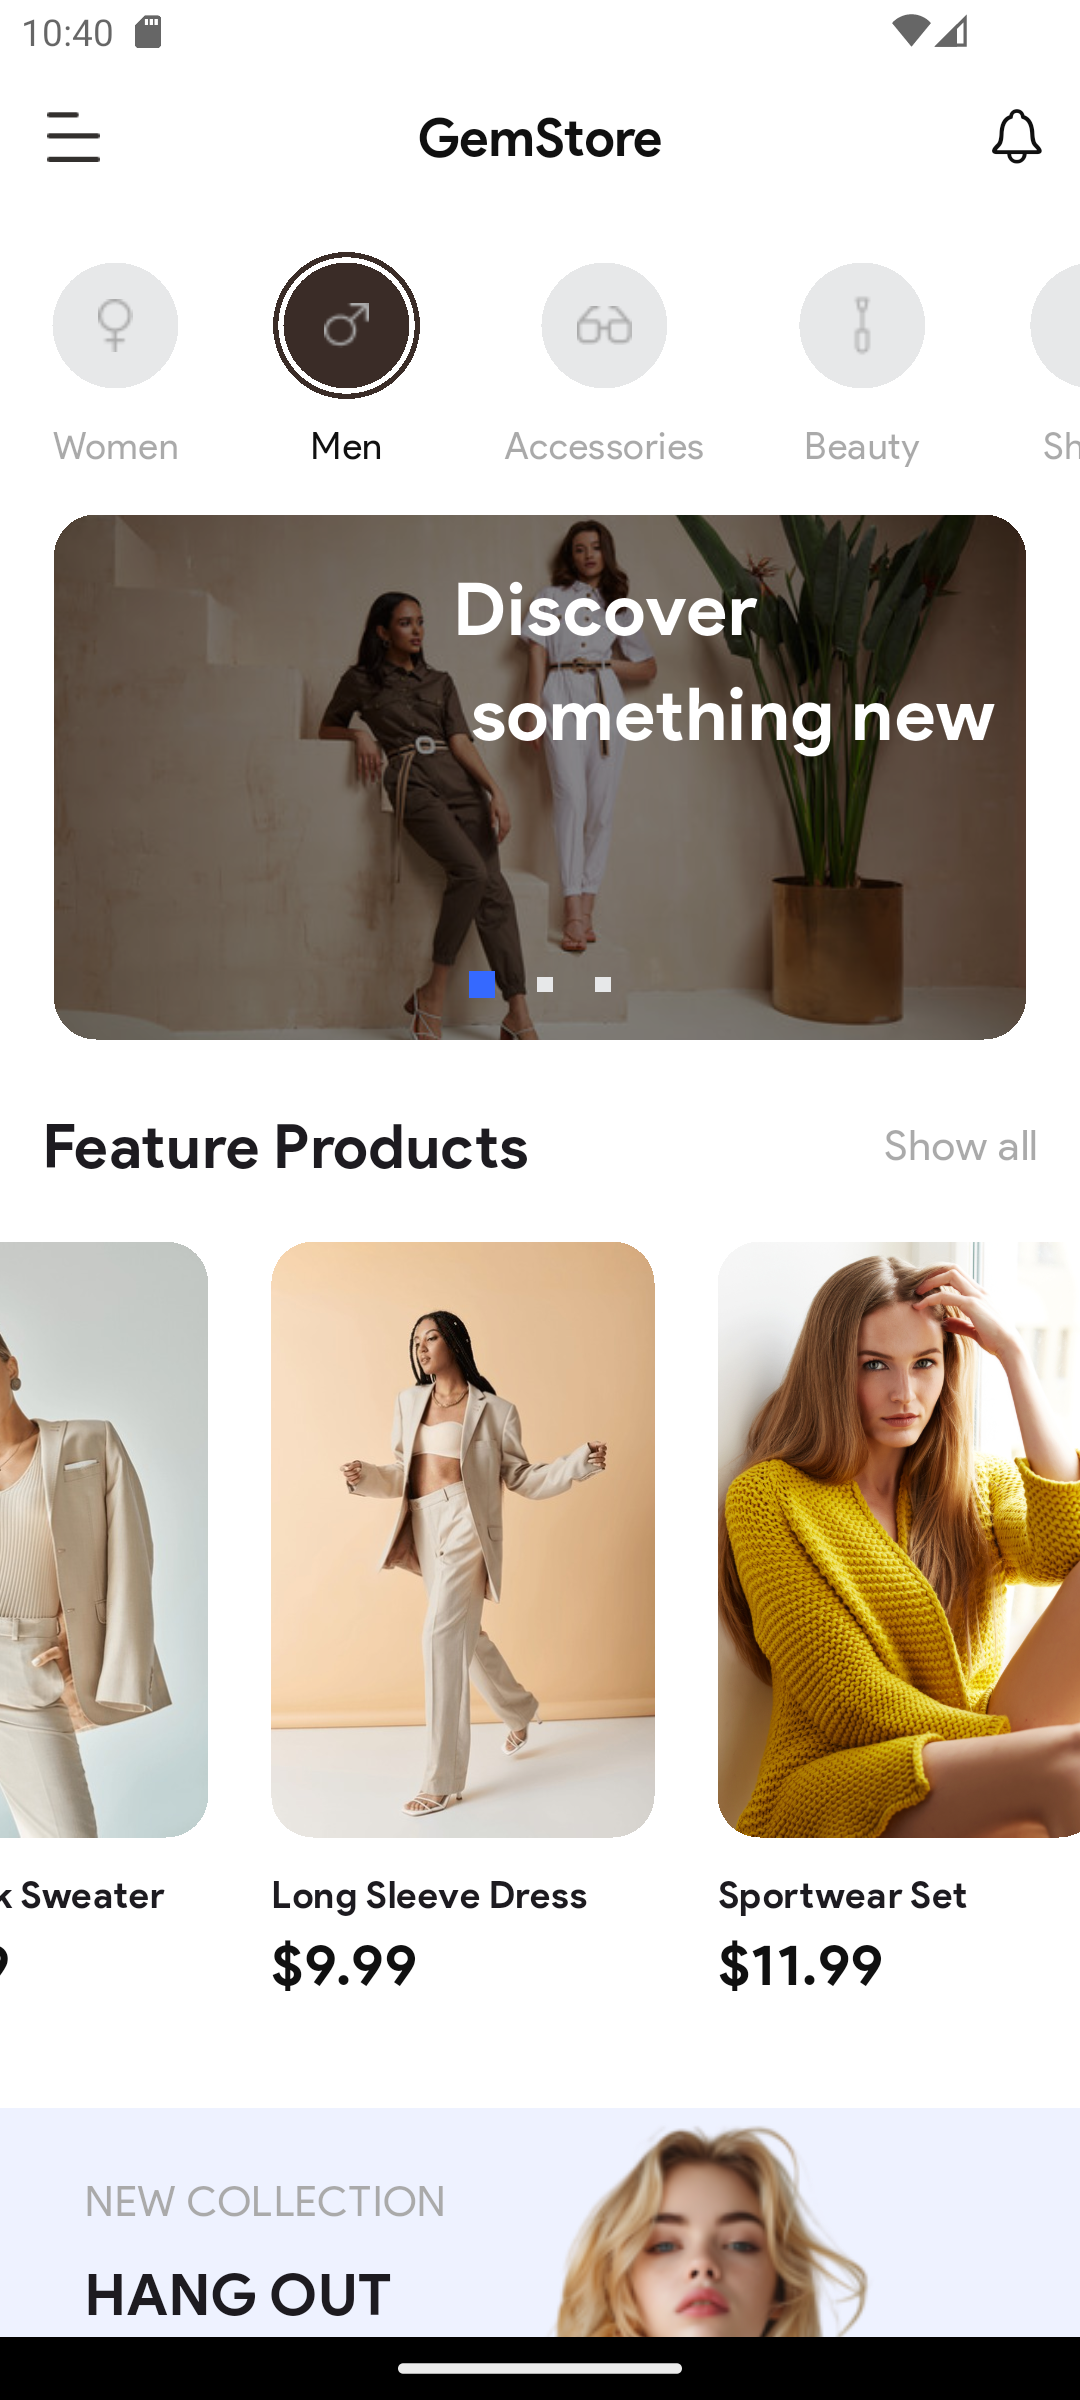 10:40
GemStore
Women
Men
Accessories
Beauty
Sh
Discover
something new
Feature Products
Show all
k Sweater
Long Sleeve Dress
Sportwear Set
9
$9.99
$11.99
NEW COLLECTION
HANG OUT